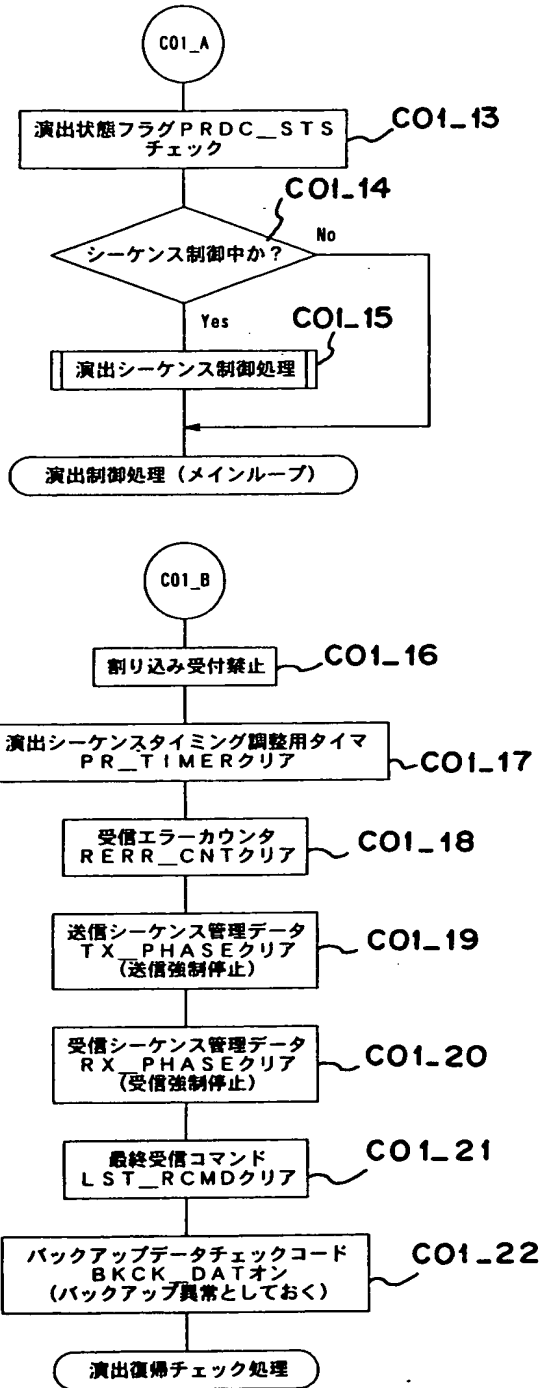 C01_A
演出状態フラグPRDC_STS
チェック
C01_13
C01_14
シーケンス制御中か？
No
Yes
C01_15
演出シーケンス制御処理
演出制御処理（メインループ）
C01_B
割り込み受付禁止
C01_16
演出シーケンスタイミング調整用タイマ
PR_TIMERクリア
C01_17
受信エラーカウンタ
RERR_CNTクリア
C01_18
送信シーケンス管理データ
TX_PHASEクリア
(送信強制停止)
C01_19
受信シーケンス管理データ
RX_PHASEクリア
(受信強制停止)
C01_20
最終受信コマンド
LST_RCMDクリア
C01_21
バックアップデータチェックコード
BKCK_DATオン
(バックアップ異常としておく)
C01_22
演出復帰チェック処理